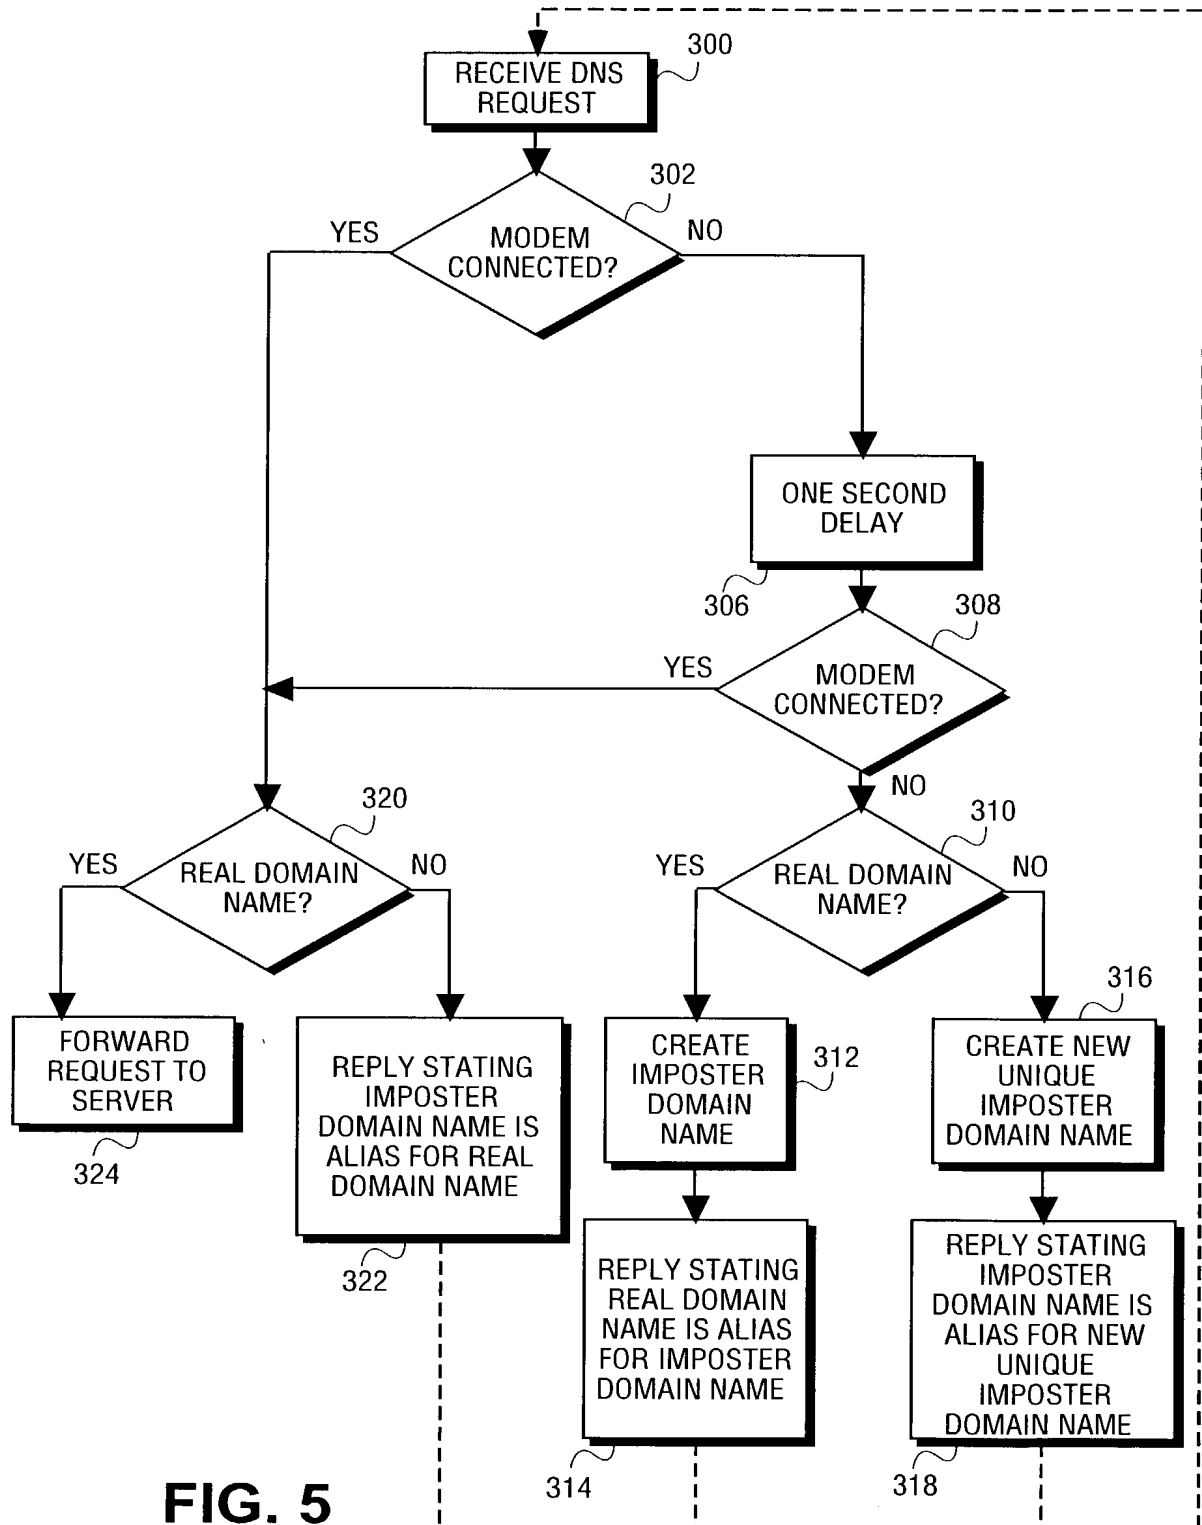 300
RECEIVE DNS
REQUEST
302
YES
NO
MODEM
CONNECTED?
ONE SECOND
DELAY
306
308
YES
MODEM
CONNECTED?
NO
320
310
YES
REAL DOMAIN
NAME?
NO
YES
REAL DOMAIN
NAME?
NO
316
FORWARD
REQUEST TO
SERVER
324
REPLY STATING
IMPOSTER
DOMAIN NAME IS
ALIAS FOR REAL
DOMAIN NAME
322
CREATE
IMPOSTER
DOMAIN
NAME
312
CREATE NEW
UNIQUE
IMPOSTER
DOMAIN NAME
REPLY STATING
REAL DOMAIN
NAME IS ALIAS
FOR IMPOSTER
DOMAIN NAME
314
REPLY STATING
IMPOSTER
DOMAIN NAME IS
ALIAS FOR NEW
UNIQUE
IMPOSTER
DOMAIN NAME
318
FIG. 5